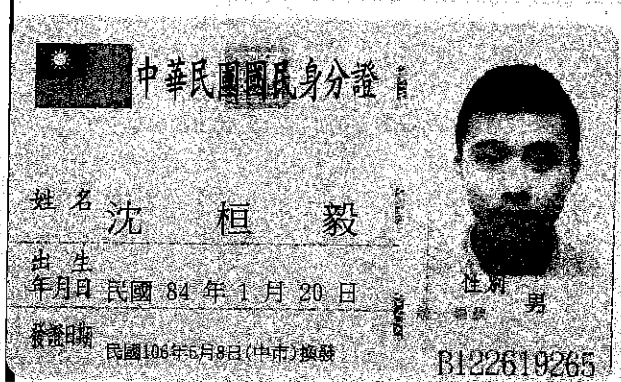 中華民國國民身分證
姓名 沈桓毅
出生年月日 民國 84 年 1 月 20 日
性別 男
發證日期 民國106年5月8日(中市)換發
B122619265